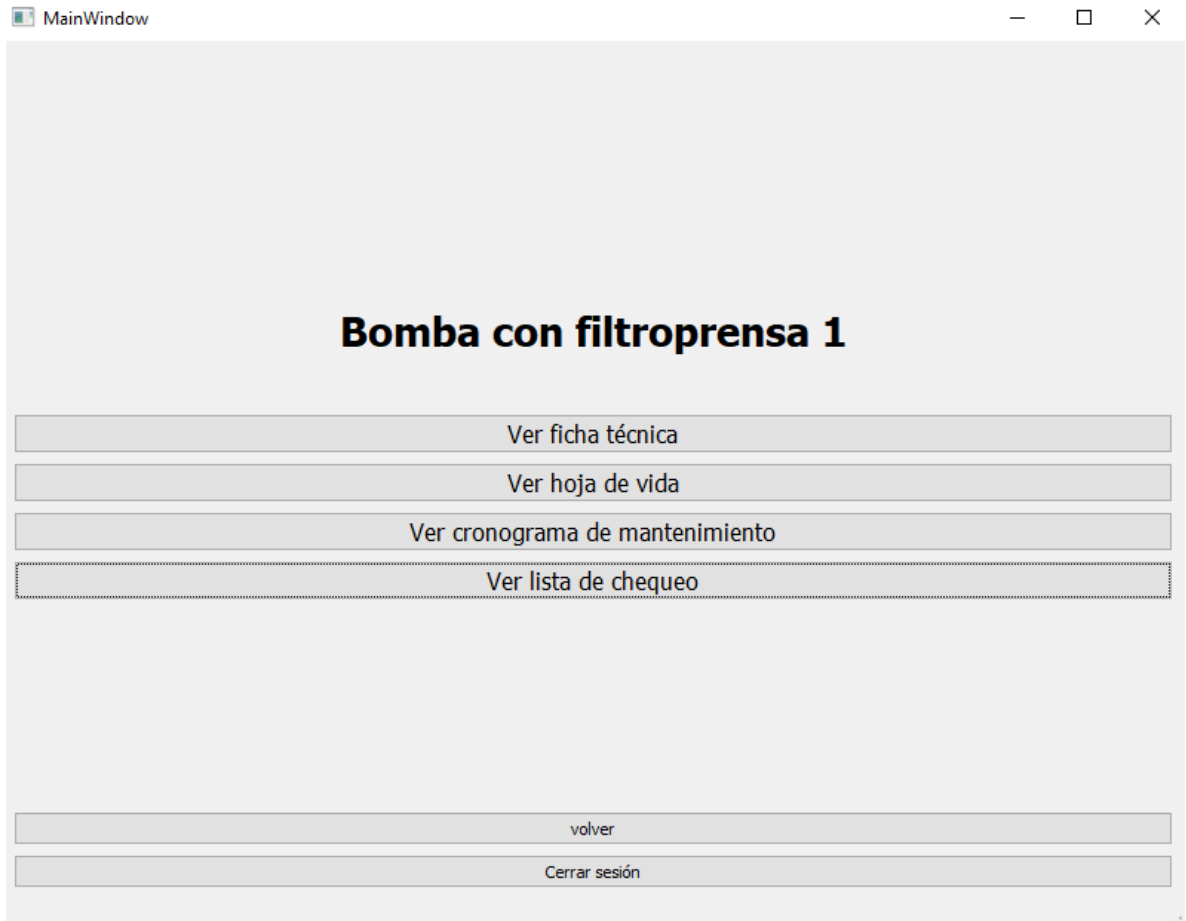 MainWindow
Bomba con filtroprensa 1
Ver ficha técnica
Ver hoja de vida
Ver cronograma de mantenimiento
Ver lista de chequeo
volver
Cerrar sesión